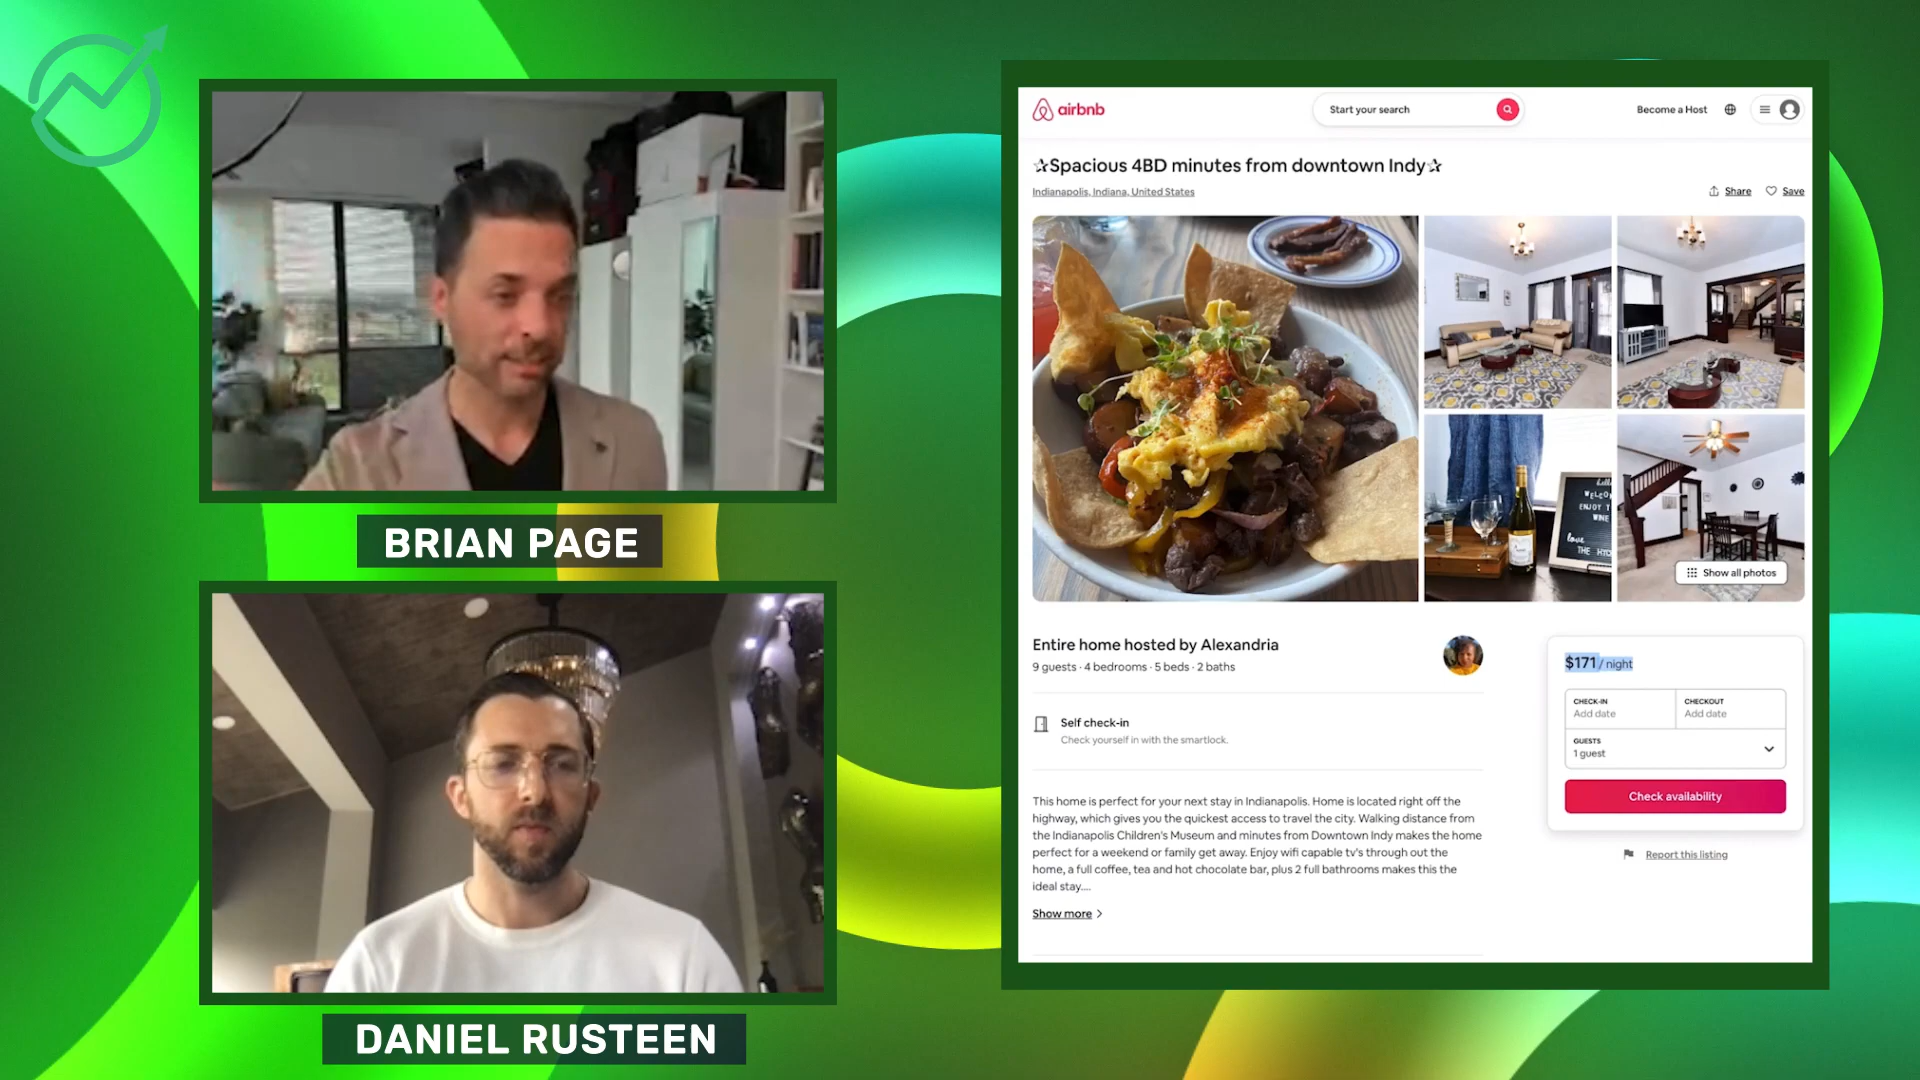 BRIAN PAGE
DANIEL RUSTEEN
airbnb
Start your search
Become a Host
☆Spacious 4BD minutes from downtown Indy☆
Indianapolis, Indiana, United States
Share
Save
hello
WELCO
ENJOY T
WINE
love
THE HYD
Show all photos
Entire home hosted by Alexandria
9 guests · 4 bedrooms · 5 beds · 2 baths
Self check-in
Check yourself in with the smartlock.
This home is perfect for your next stay in Indianapolis. Home is located right off the
highway, which gives you the quickest access to travel the city. Walking distance from
the Indianapolis Children's Museum and minutes from Downtown Indy makes the home
perfect for a weekend or family get away. Enjoy wifi capable tv's through out the
home, a full coffee, tea and hot chocolate bar, plus 2 full bathrooms makes this the
ideal stay....
Show more
$171 / night
CHECK-IN
Add date
CHECKOUT
Add date
GUESTS
1 guest
Check availability
Report this listing